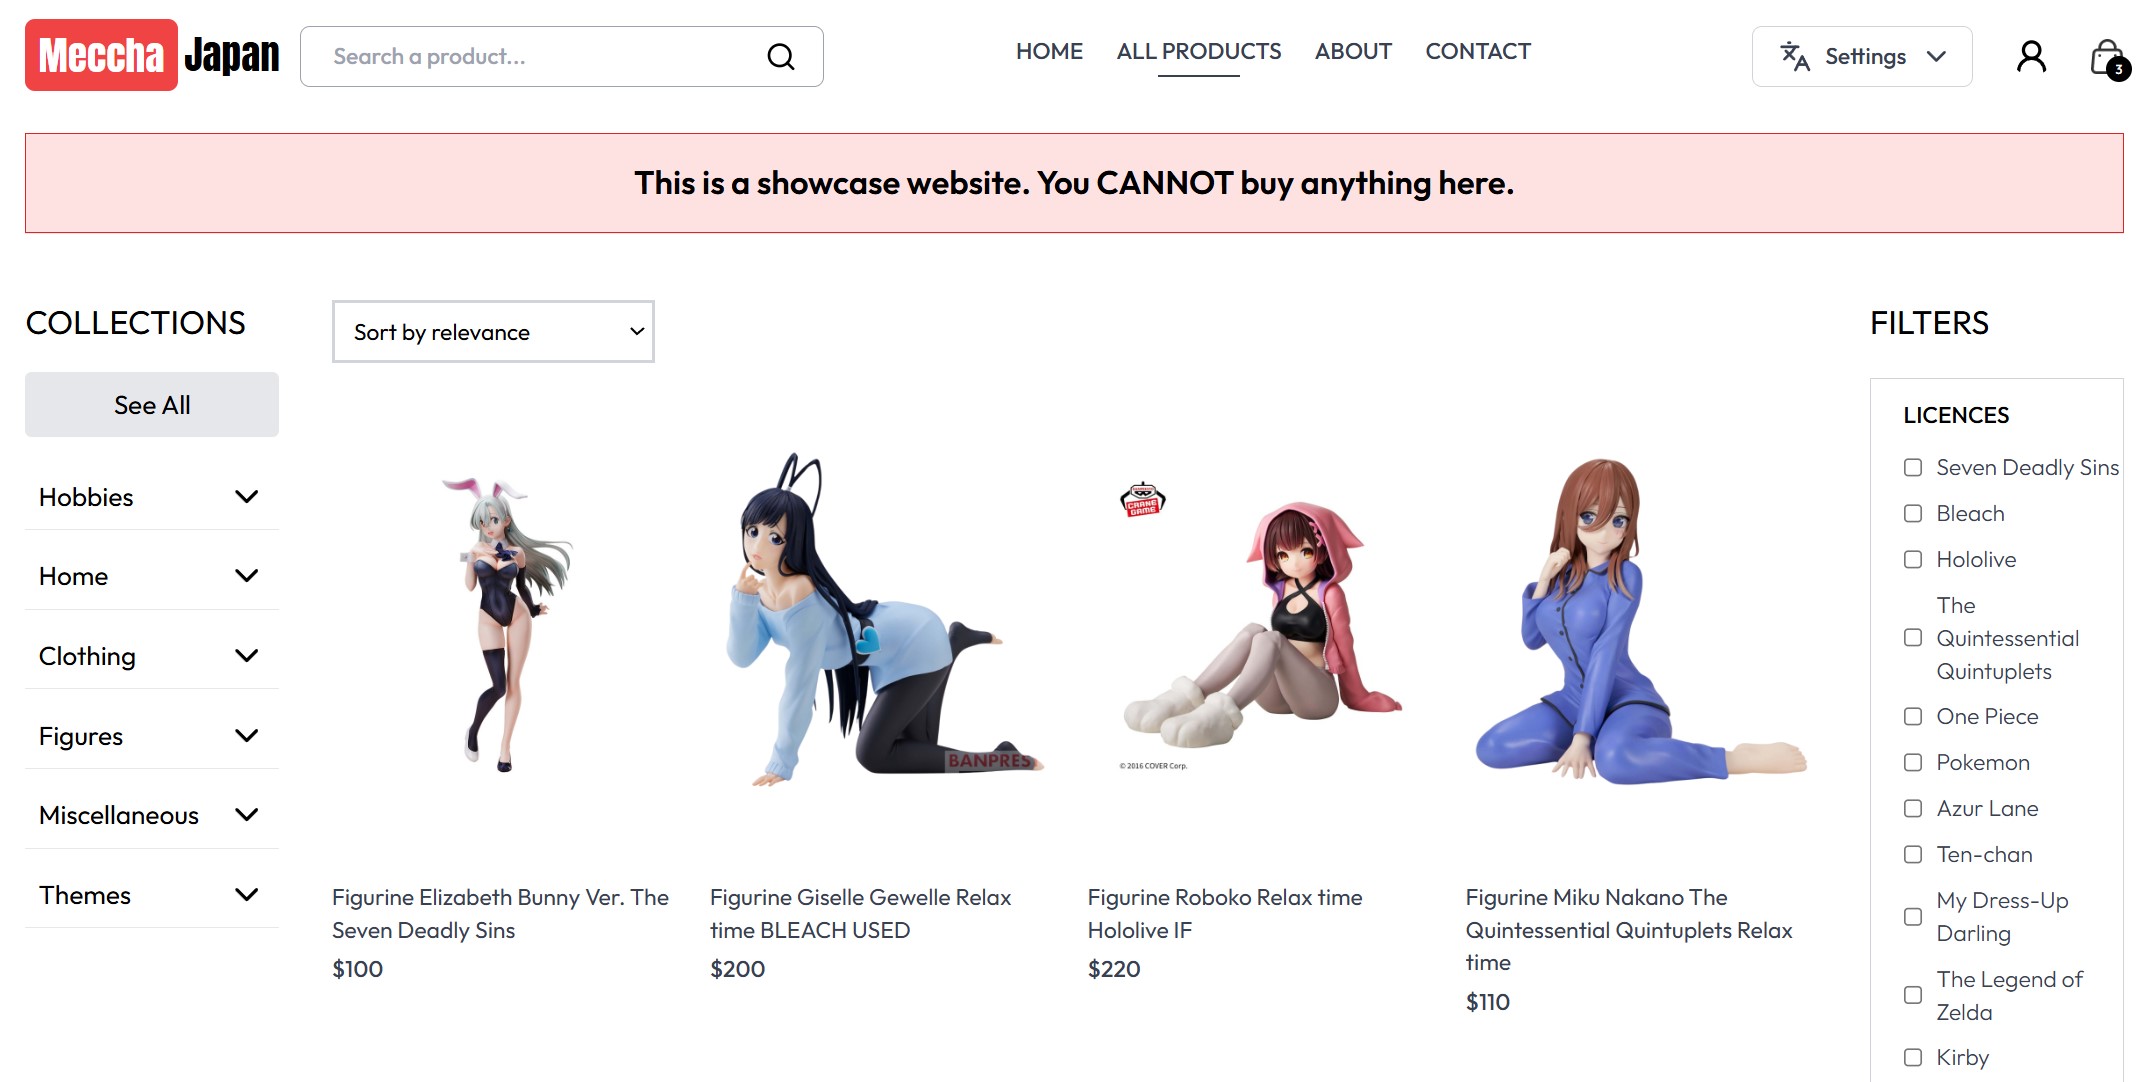 Meccha Japan
Search a product...
HOME
ALL PRODUCTS
ABOUT
CONTACT
Settings
3
This is a showcase website. You CANNOT buy anything here.
COLLECTIONS
See All
Hobbies
Home
Clothing
Figures
Miscellaneous
Themes
Sort by relevance
Figurine Elizabeth Bunny Ver. The
Seven Deadly Sins
$100
BANPRES
Figurine Giselle Gewelle Relax
time BLEACH USED
$200
CRANE
GAME
© 2016 COVER Corp.
Figurine Roboko Relax time
Hololive IF
$220
Figurine Miku Nakano The
Quintessential Quintuplets Relax
time
$110
FILTERS
LICENCES
Seven Deadly Sins
Bleach
Hololive
The
Quintessential
Quintuplets
One Piece
Pokemon
Azur Lane
Ten-chan
My Dress-Up
Darling
The Legend of
Zelda
Kirby